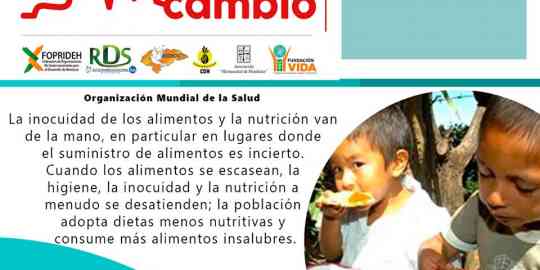 cambio
FOPRIDEH
RDS
CDH
FUNDACIÓN
VIDA
Organización Mundial de la Salud
La inocuidad de los alimentos y la nutrición van
de la mano, en particular en lugares donde
el suministro de alimentos es incierto.
Cuando los alimentos se escasean, la
higiene, la inocuidad y la nutrición a
menudo se desatienden; la población
adopta dietas menos nutritivas y
consume más alimentos insalubres.